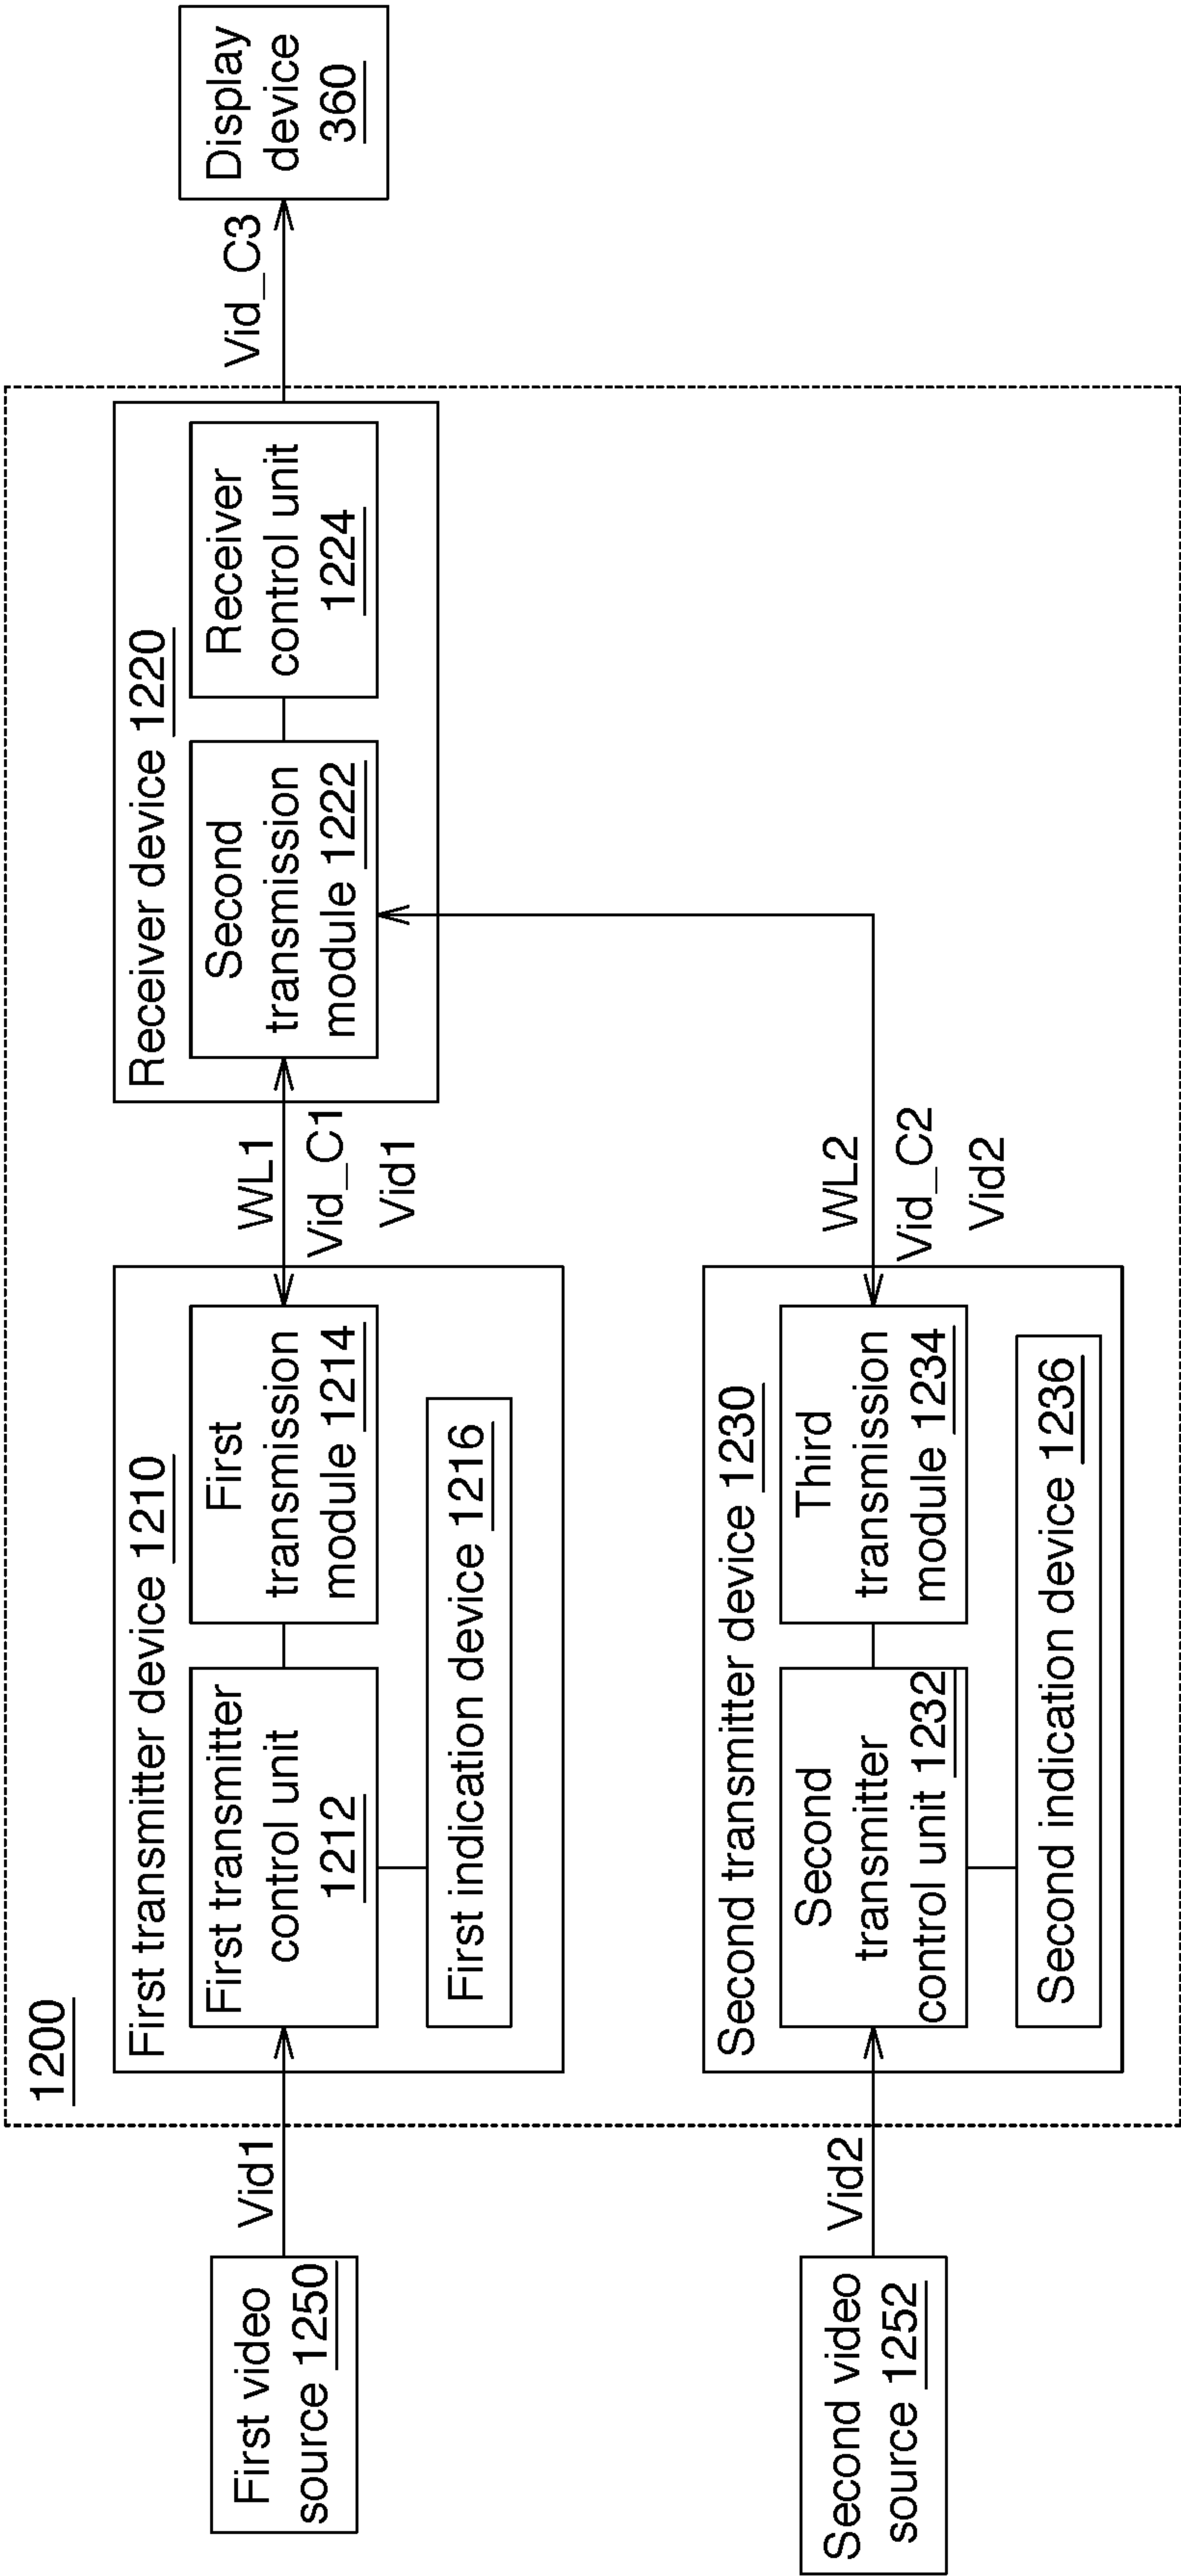 1200
First video
source 1250
Vid1
First transmitter device 1210
First transmitter
control unit
1212
First
transmission
module 1214
First indication device 1216
WL1
Vid_C1
Vid1
Receiver device 1220
Second
transmission
module 1222
Receiver
control unit
1224
Vid_C3
Display
device
360
Second video
source 1252
Vid2
Second transmitter device 1230
Second
transmitter
control unit 1232
Third
transmission
module 1234
Second indication device 1236
WL2
Vid_C2
Vid2